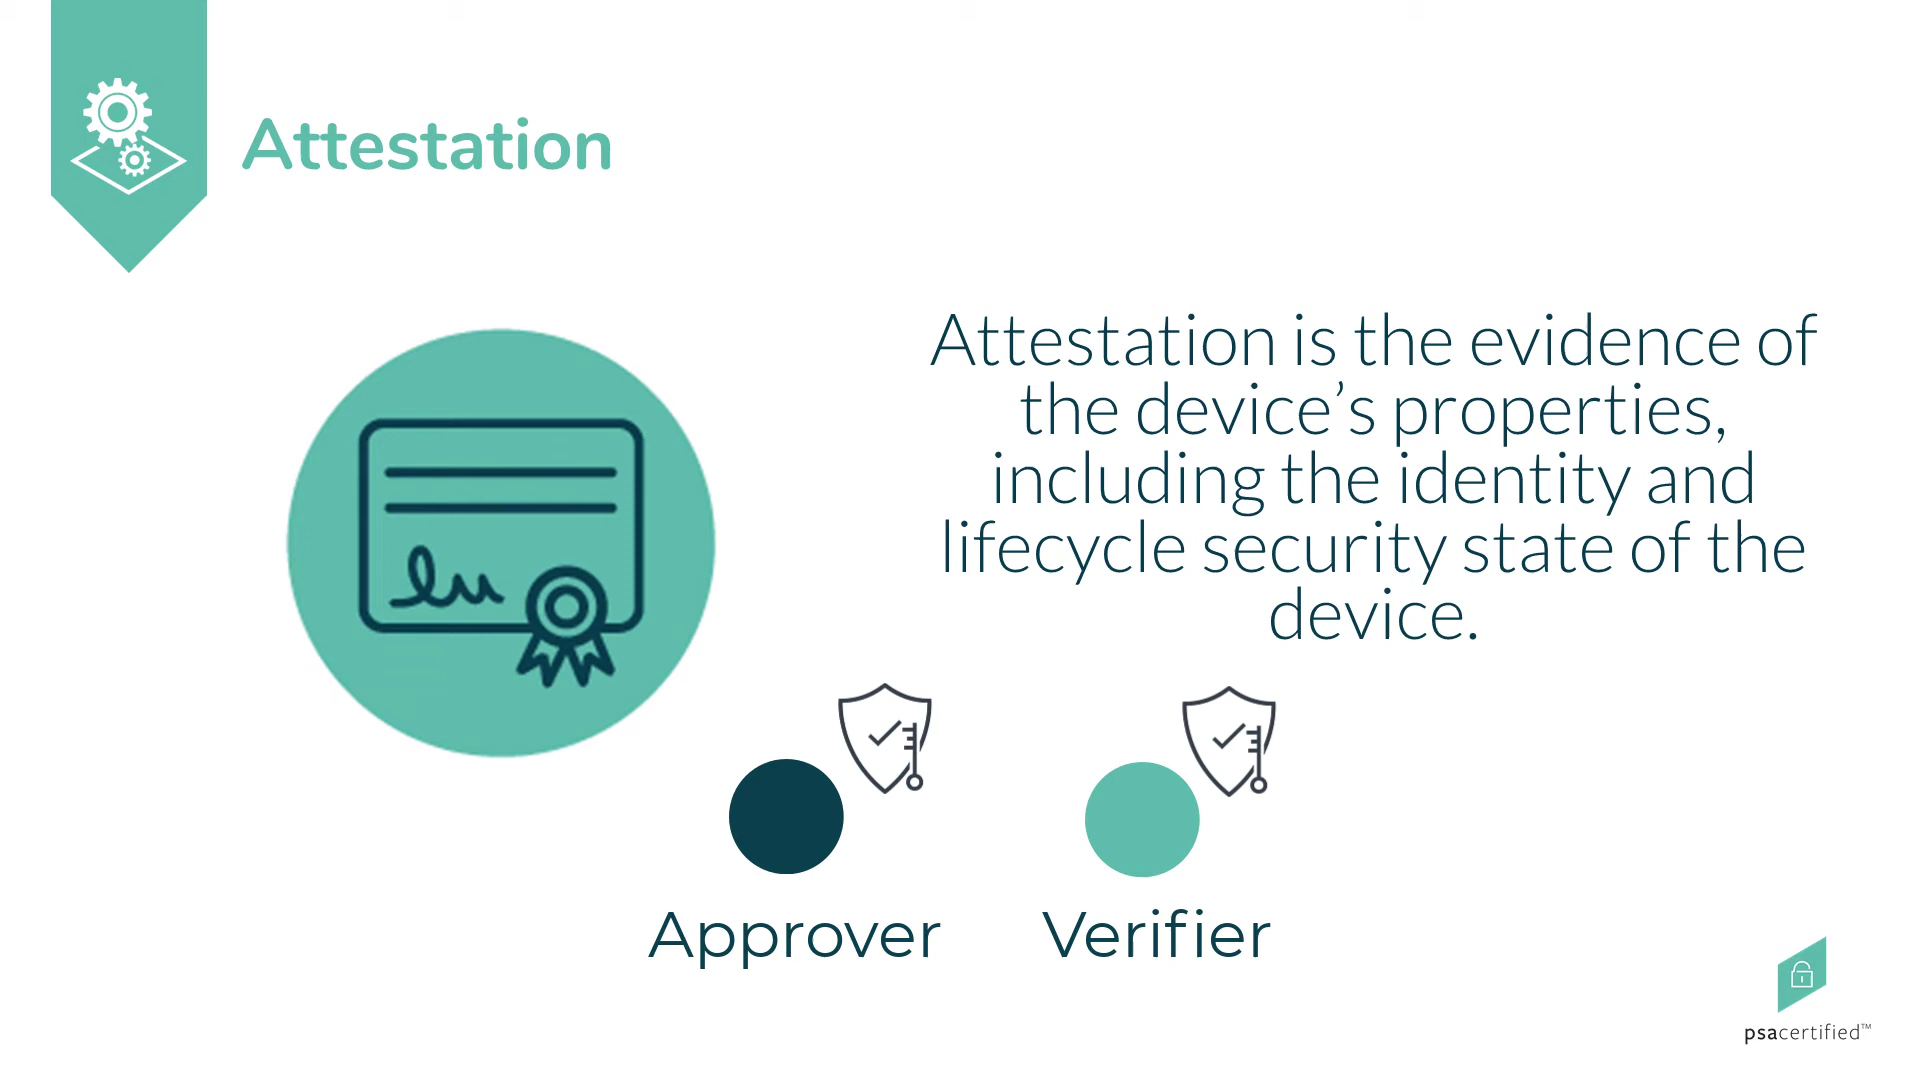 Attestation
Attestation is the evidence of
the device’s properties,
including the identity and
lifecycle security state of the
device.
Approver
Verifier
psacertified™